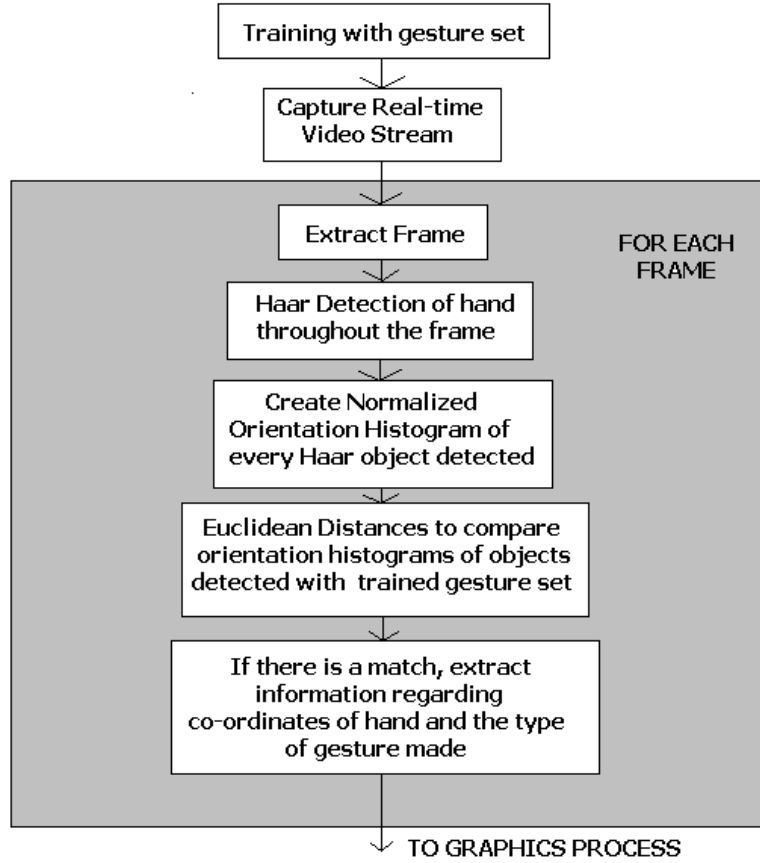 Training with gesture set
Capture Real-time
Video Stream
Extract Frame
FOR EACH
FRAME
Haar Detection of hand
throughout the frame
Create Normalized
Orientation Histogram of
every Haar object detected
Euclidean Distances to compare
orientation histograms of objects
detected with trained gesture set
If there is a match, extract
information regarding
co-ordinates of hand and the type
of gesture made
TO GRAPHICS PROCESS